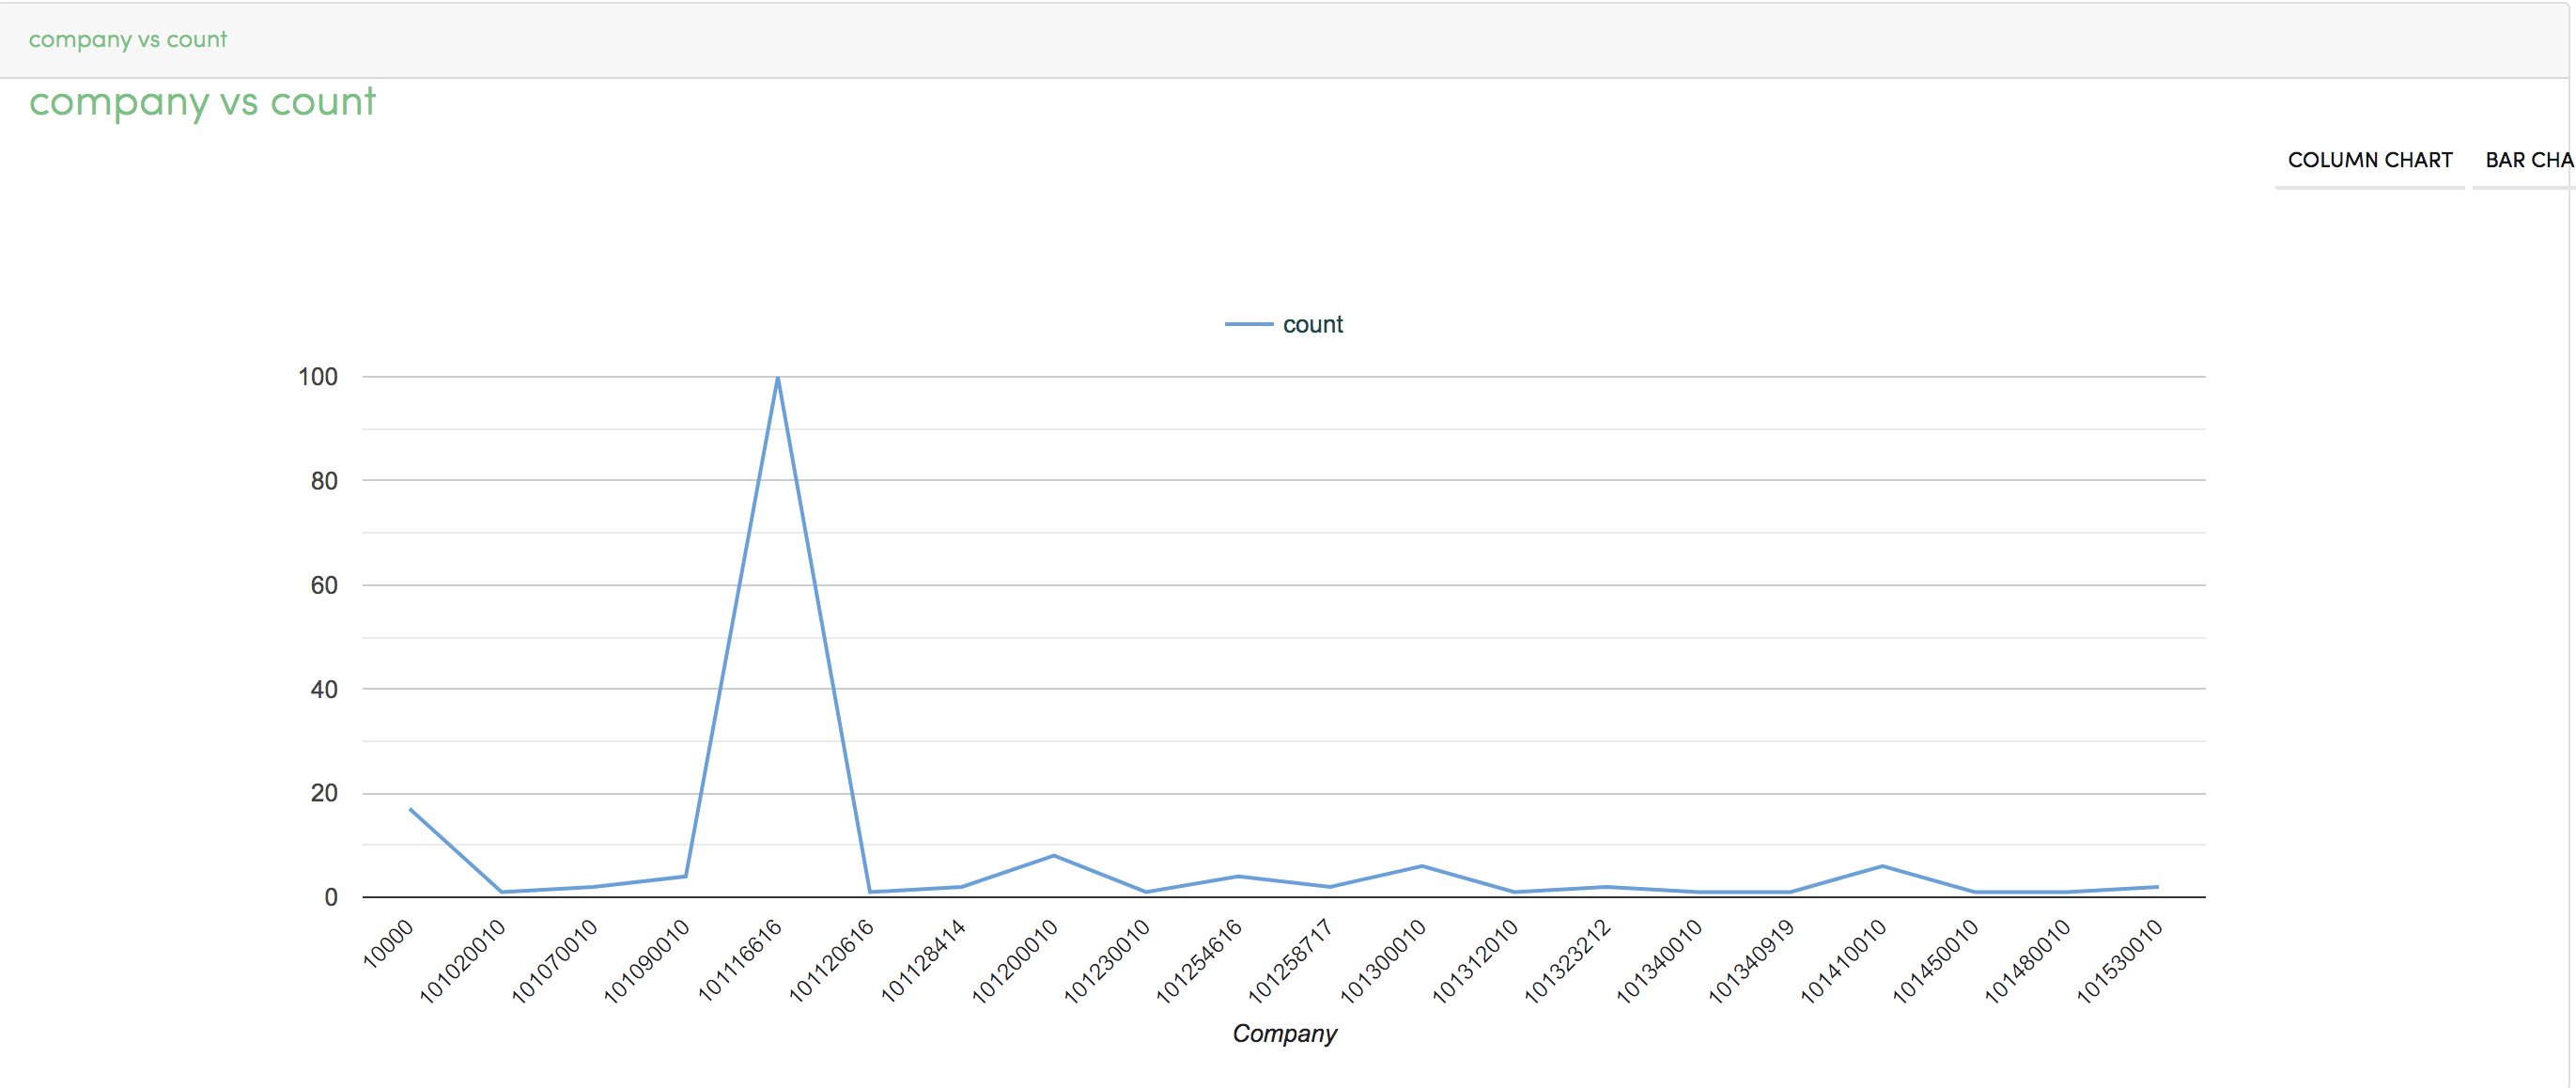 company vs count
company vs count
COLUMN CHART BAR CHA
count
100
80
60
40
20
0
10000 101020010 101070010 101090010 101116616 101120616 101128414 101200010 101230010 101254616 101258717 101300010 101312010 101323212 101340010 101340919 101410010 101450010 101480010 101530010
Company